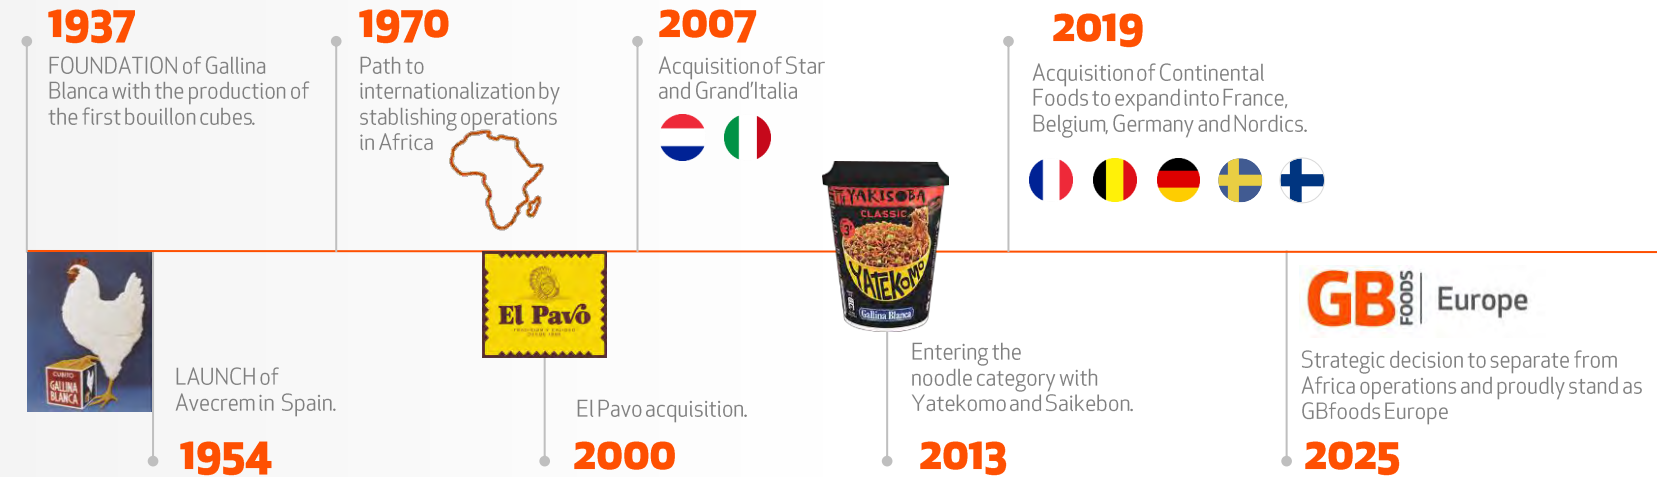 1937
FOUNDATION of Gallina
Blanca with the production of
the first bouillon cubes.
1970
Path to
internationalization by
stablishing operations
in Africa
2007
Acquisition of Star
and Grand'Italia
2019
Acquisition of Continental
Foods to expand into France,
Belgium, Germany and Nordics.
CUBITO
GALLINA
BLANCA
LAUNCH of
Avecrem in Spain.
1954
El Pavo
El Pavo acquisition.
2000
YAKISOBA
CLASSIC
YATEKOMO
Gallina Blanca
Entering the
noodle category with
Yatekomo and Saikebon.
2013
GB FOODS Europe
Strategic decision to separate from
Africa operations and proudly stand as
GBfoods Europe
2025